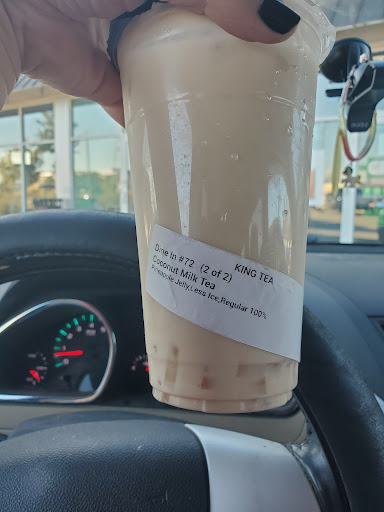 KING TEA
Dine In #72 (2 of 2)
Coconut Milk Tea
Pineapple Jelly,Less Ice,Regular 100%